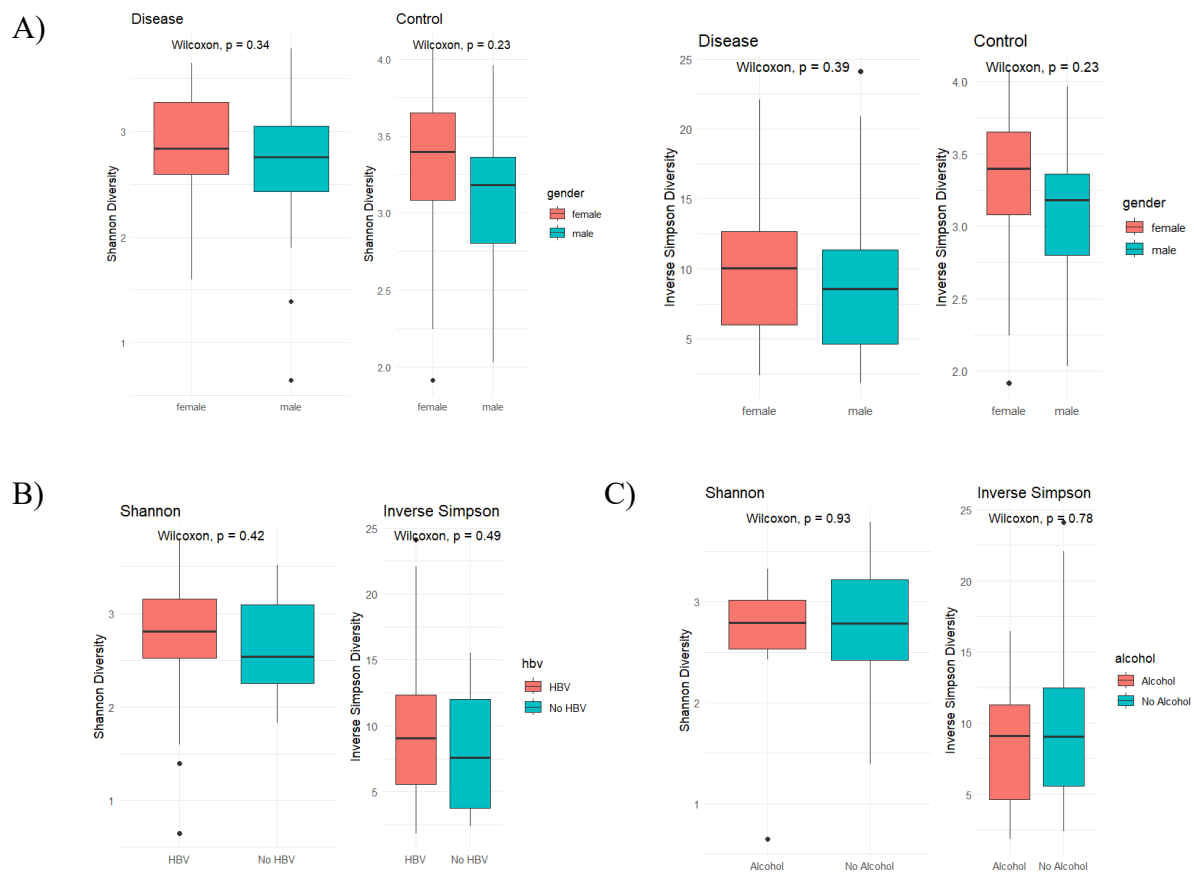 A)
Disease
Wilcoxon, p = 0.34
Shannon Diversity
3
2
1
female
male
Control
Wilcoxon, p = 0.23
Shannon Diversity
4.0
3.5
3.0
2.5
2.0
female
male
gender
female
male
Disease
Wilcoxon, p = 0.39
Inverse Simpson Diversity
25
20
15
10
5
female
male
Control
Wilcoxon, p = 0.23
Inverse Simpson Diversity
4.0
3.5
3.0
2.5
2.0
female
male
gender
female
male
B)
Shannon
Wilcoxon, p = 0.42
Shannon Diversity
3
2
1
HBV
No HBV
Inverse Simpson
Wilcoxon, p = 0.49
Inverse Simpson Diversity
25
20
15
10
5
HBV
No HBV
hbv
HBV
No HBV
C)
Shannon
Wilcoxon, p = 0.93
Shannon Diversity
3
2
1
Alcohol
No Alcohol
Inverse Simpson
Wilcoxon, p = 0.78
Inverse Simpson Diversity
25
20
15
10
5
Alcohol
No Alcohol
alcohol
Alcohol
No Alcohol